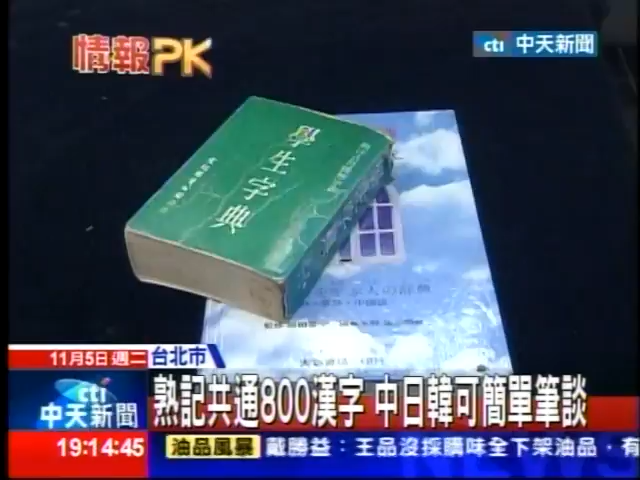 情報PK
cti 中天新聞
學生字典
11月5日週二 台北市
cti
中天新聞
熟記共通800漢字 中日韓可簡單筆談
19:14:45
油品風暴 戴勝益：王品沒採購味全下架油品，有
NEWS